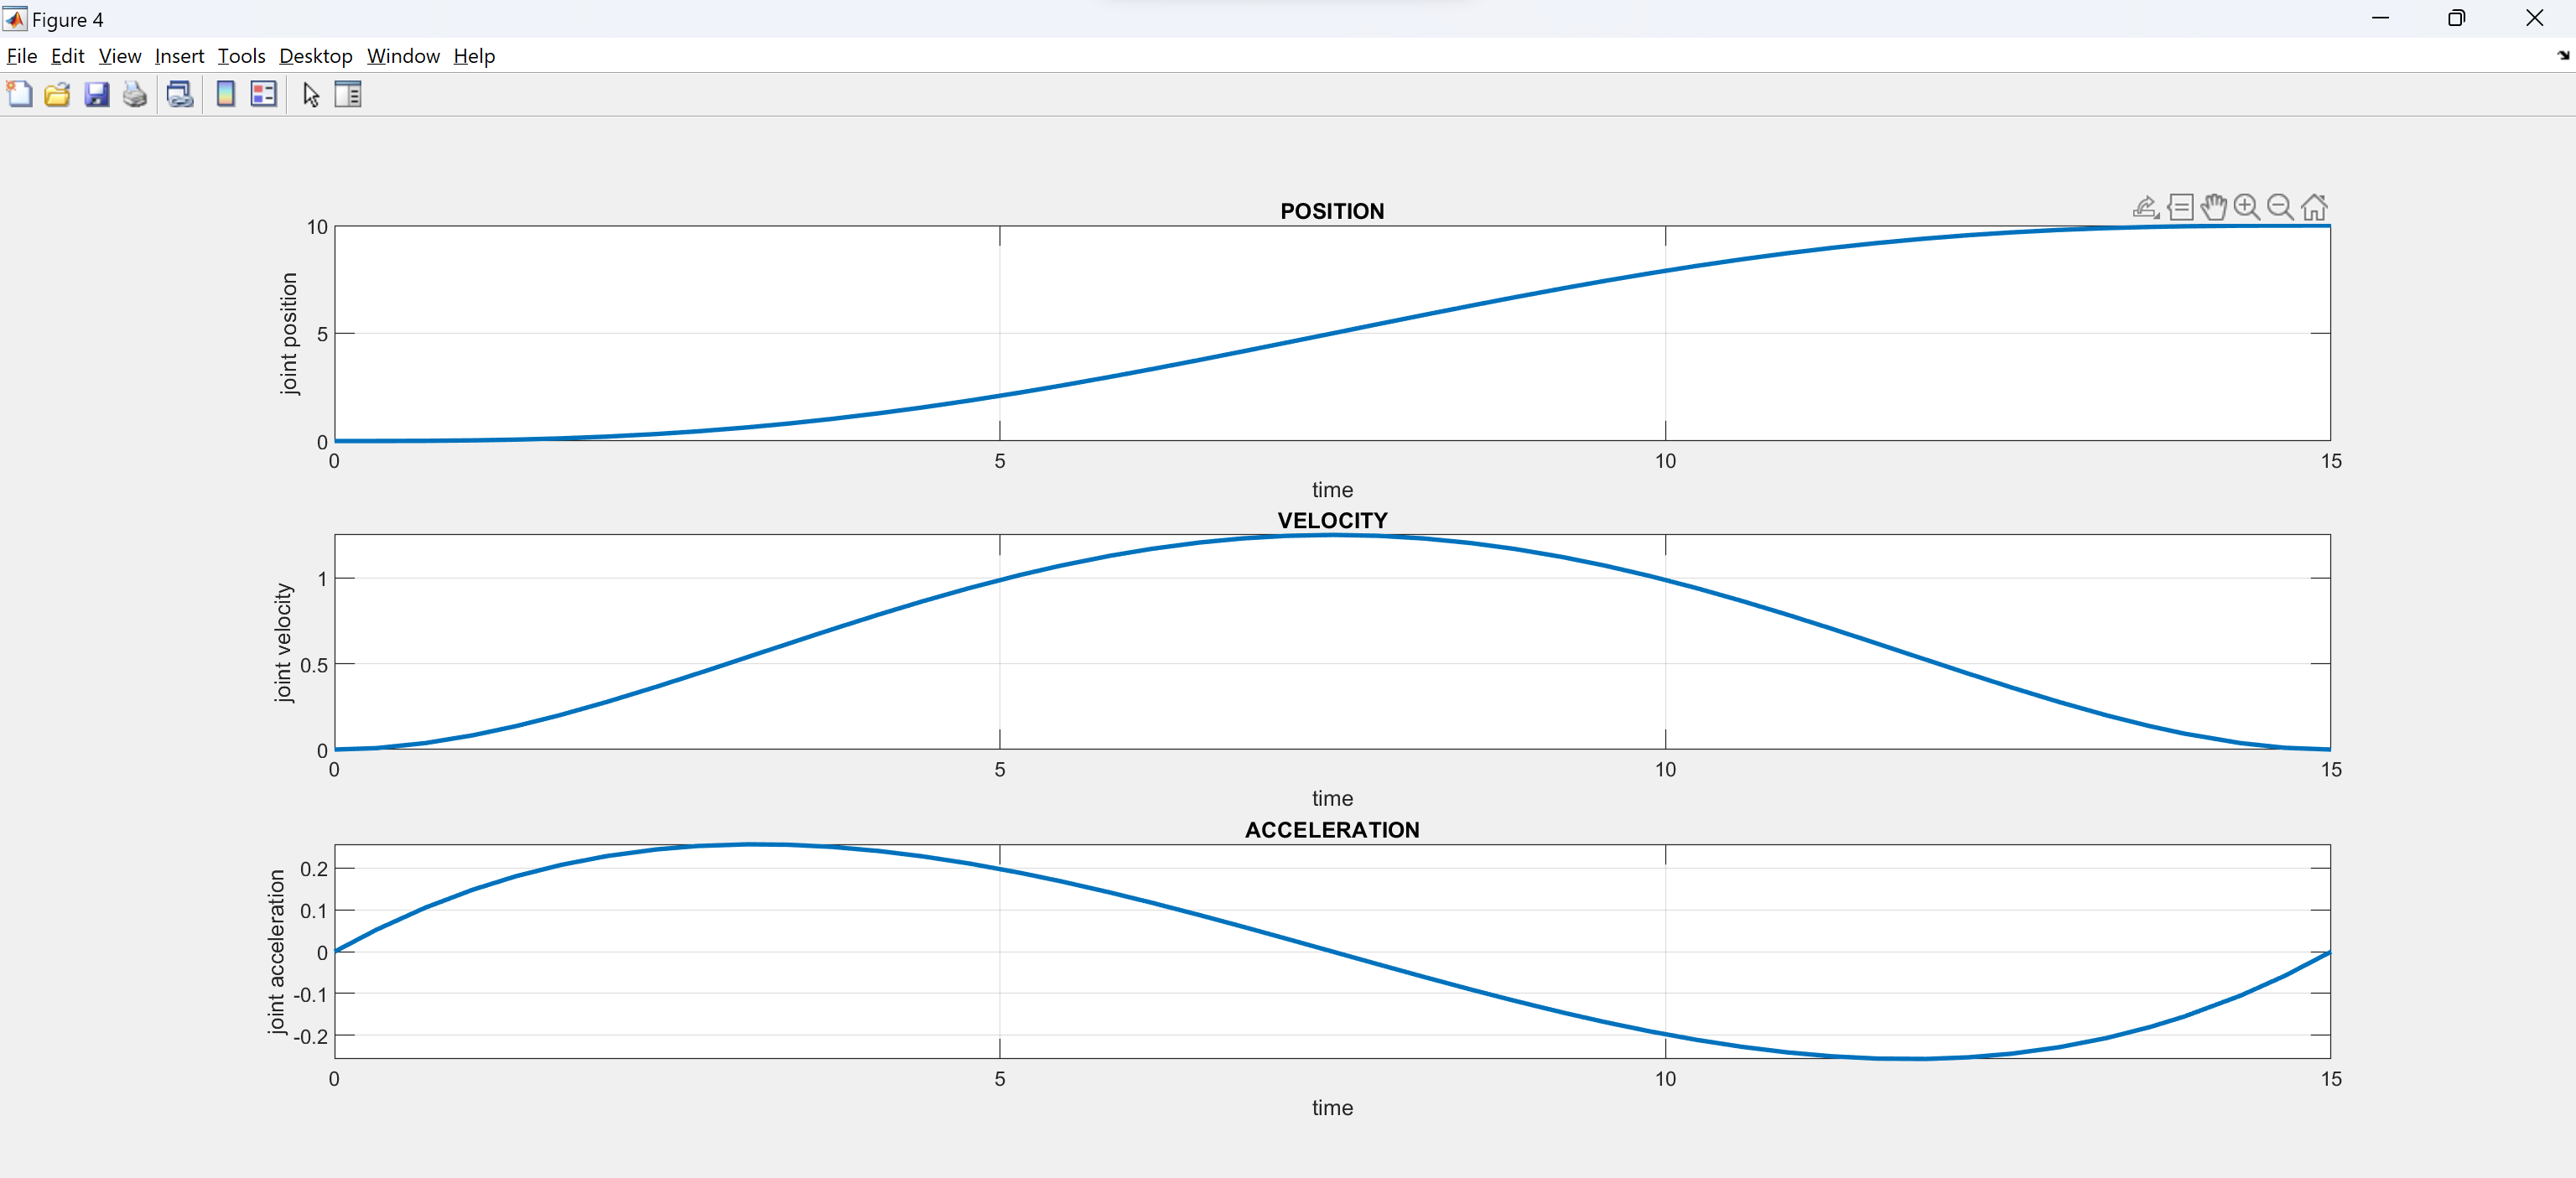 Figure 4
File Edit View Insert Tools Desktop Window Help
POSITION
joint position
10
5
0
0 5 10 15
time
VELOCITY
joint velocity
1
0.5
0
0 5 10 15
time
ACCELERATION
joint acceleration
0.2
0.1
0
-0.1
-0.2
0 5 10 15
time